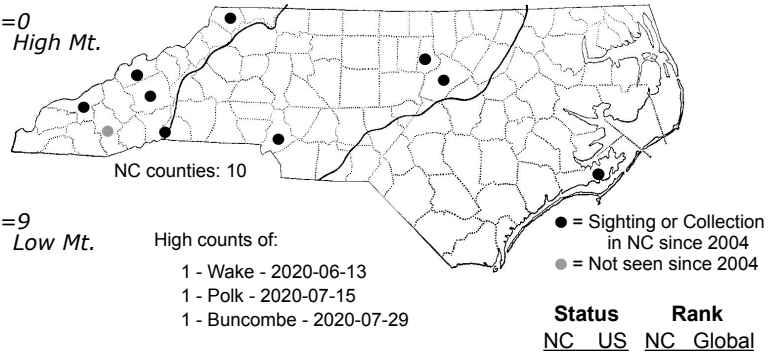 =0
High Mt.
NC counties: 10
=9
Low Mt.
High counts of:
1 - Wake - 2020-06-13
1 - Polk - 2020-07-15
1 - Buncombe - 2020-07-29
= Sighting or Collection
in NC since 2004
= Not seen since 2004
Status Rank
NC US NC Global